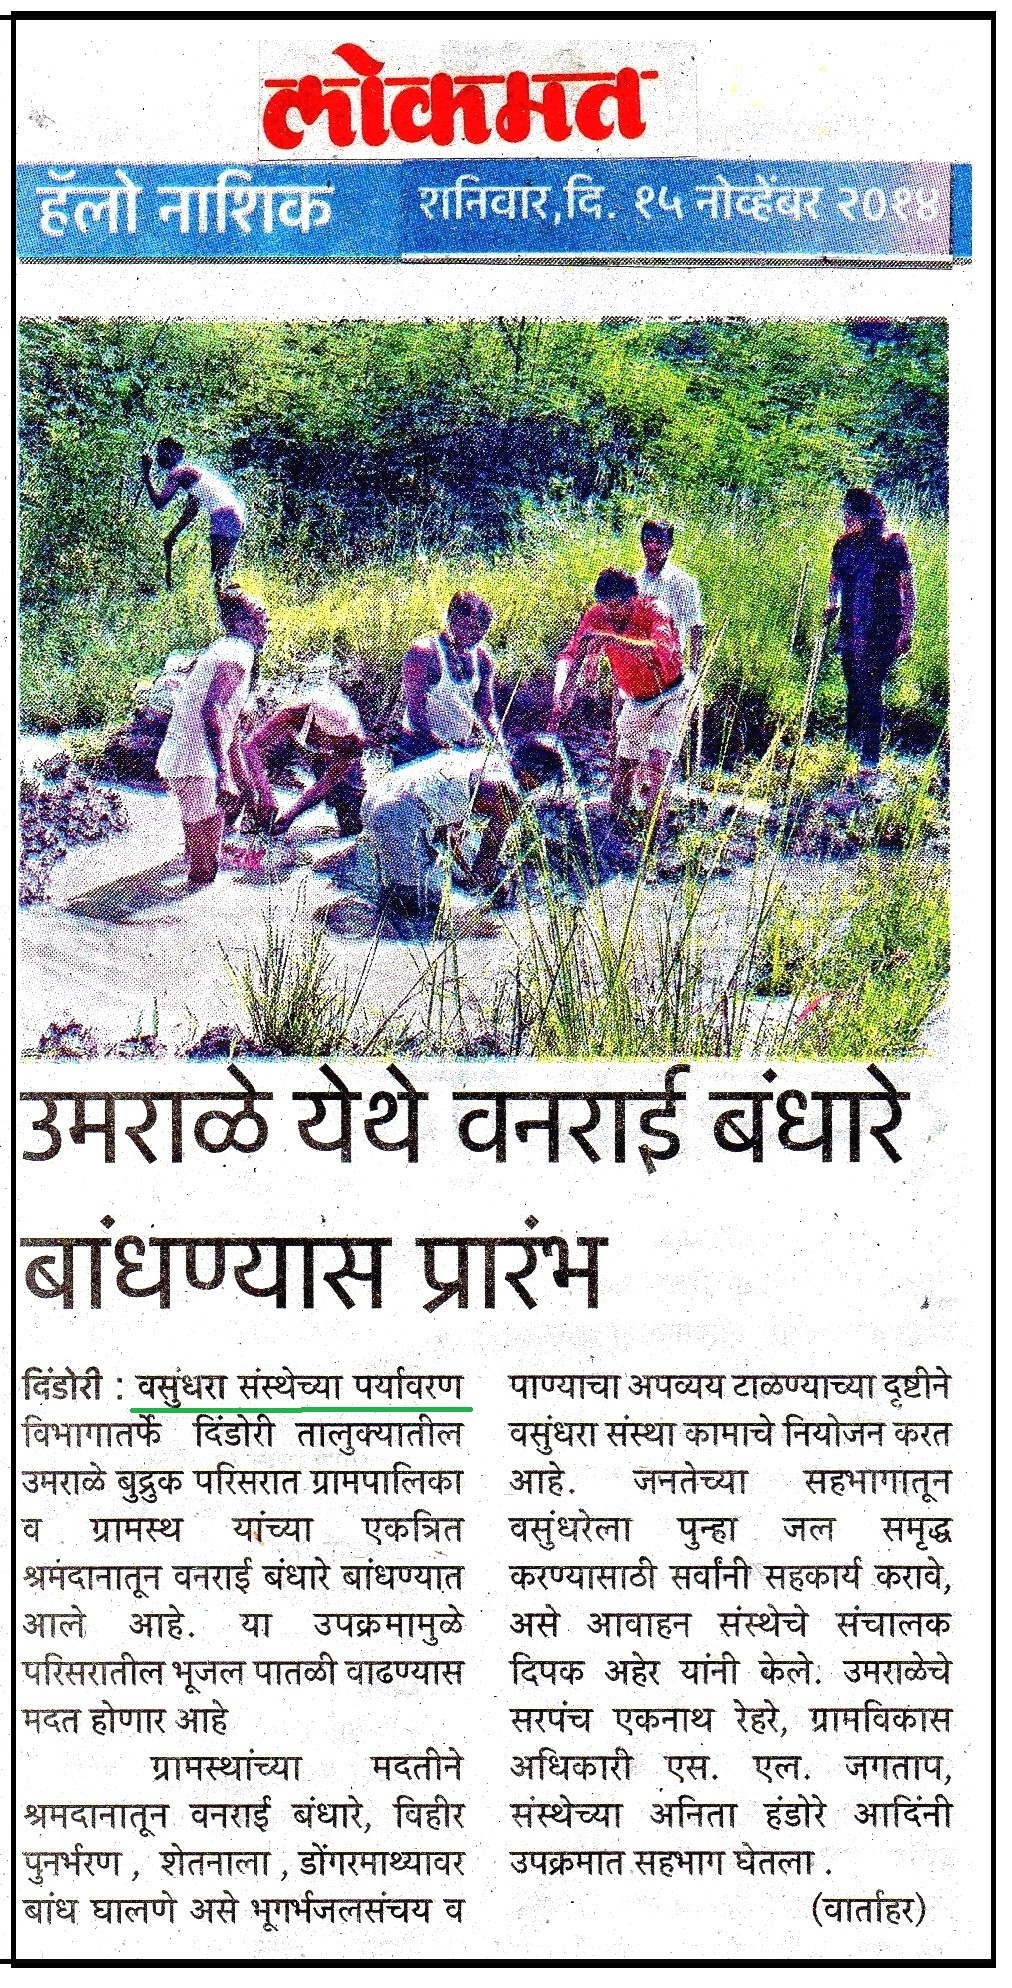 लोकमत
हॅलो नाशिक
शनिवार,दि. १५ नोव्हेंबर २०१४
उमराळे येथे वनराई बंधारे
बांधण्यास प्रारंभ
दिंडोरी : वसुंधरा संस्थेच्या पर्यावरण
विभागातर्फे दिंडोरी तालुक्यातील
उमराळे बुद्रुक परिसरात ग्रामपालिका
व ग्रामस्थ यांच्या एकत्रित
श्रमंदानातून वनराई बंधारे बांधण्यात
आले आहे. या उपक्रमामुळे
परिसरातील भूजल पातळी वाढण्यास
मदत होणार आहे
ग्रामस्थांच्या मदतीने
श्रमदानातून वनराई बंधारे, विहीर
पुनर्भरण , शेतनाला , डोंगरमाथ्यावर
बांध घालणे असे भूगर्भजलसंचय व
पाण्याचा अपव्यय टाळण्याच्या दृष्टीने
वसुंधरा संस्था कामाचे नियोजन करत
आहे. जनतेच्या सहभागातून
वसुंधरेला पुन्हा जल समृद्ध
करण्यासाठी सर्वांनी सहकार्य करावे,
असे आवाहन संस्थेचे संचालक
दिपक अहेर यांनी केले. उमराळेचे
सरपंच एकनाथ रेहरे, ग्रामविकास
अधिकारी एस. एल. जगताप,
संस्थेच्या अनिता हंडोरे आदिंनी
उपक्रमात सहभाग घेतला .
(वार्ताहर)